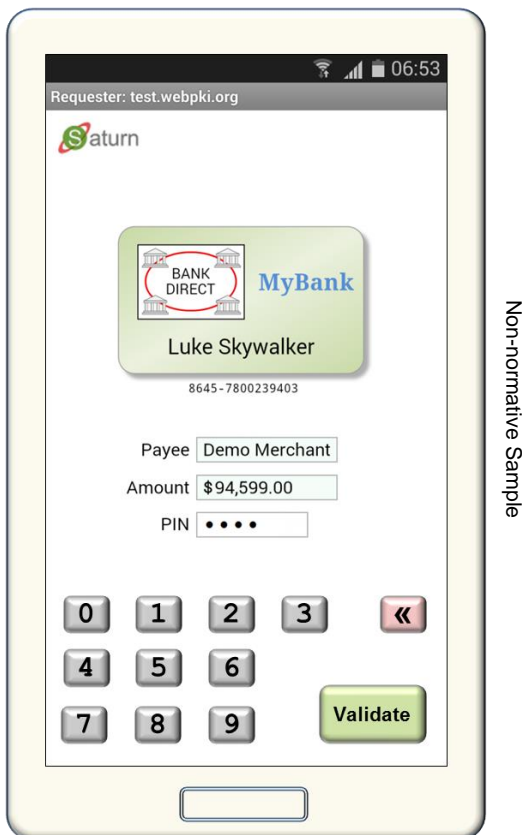 06:53
Requester: test.webpki.org
Saturn
BANK
DIRECT
MyBank
Luke Skywalker
8645-7800239403
Payee Demo Merchant
Amount $94,599.00
PIN ••••
0 1 2 3 «
4 5 6
Validate
7 8 9
Non-normative Sample